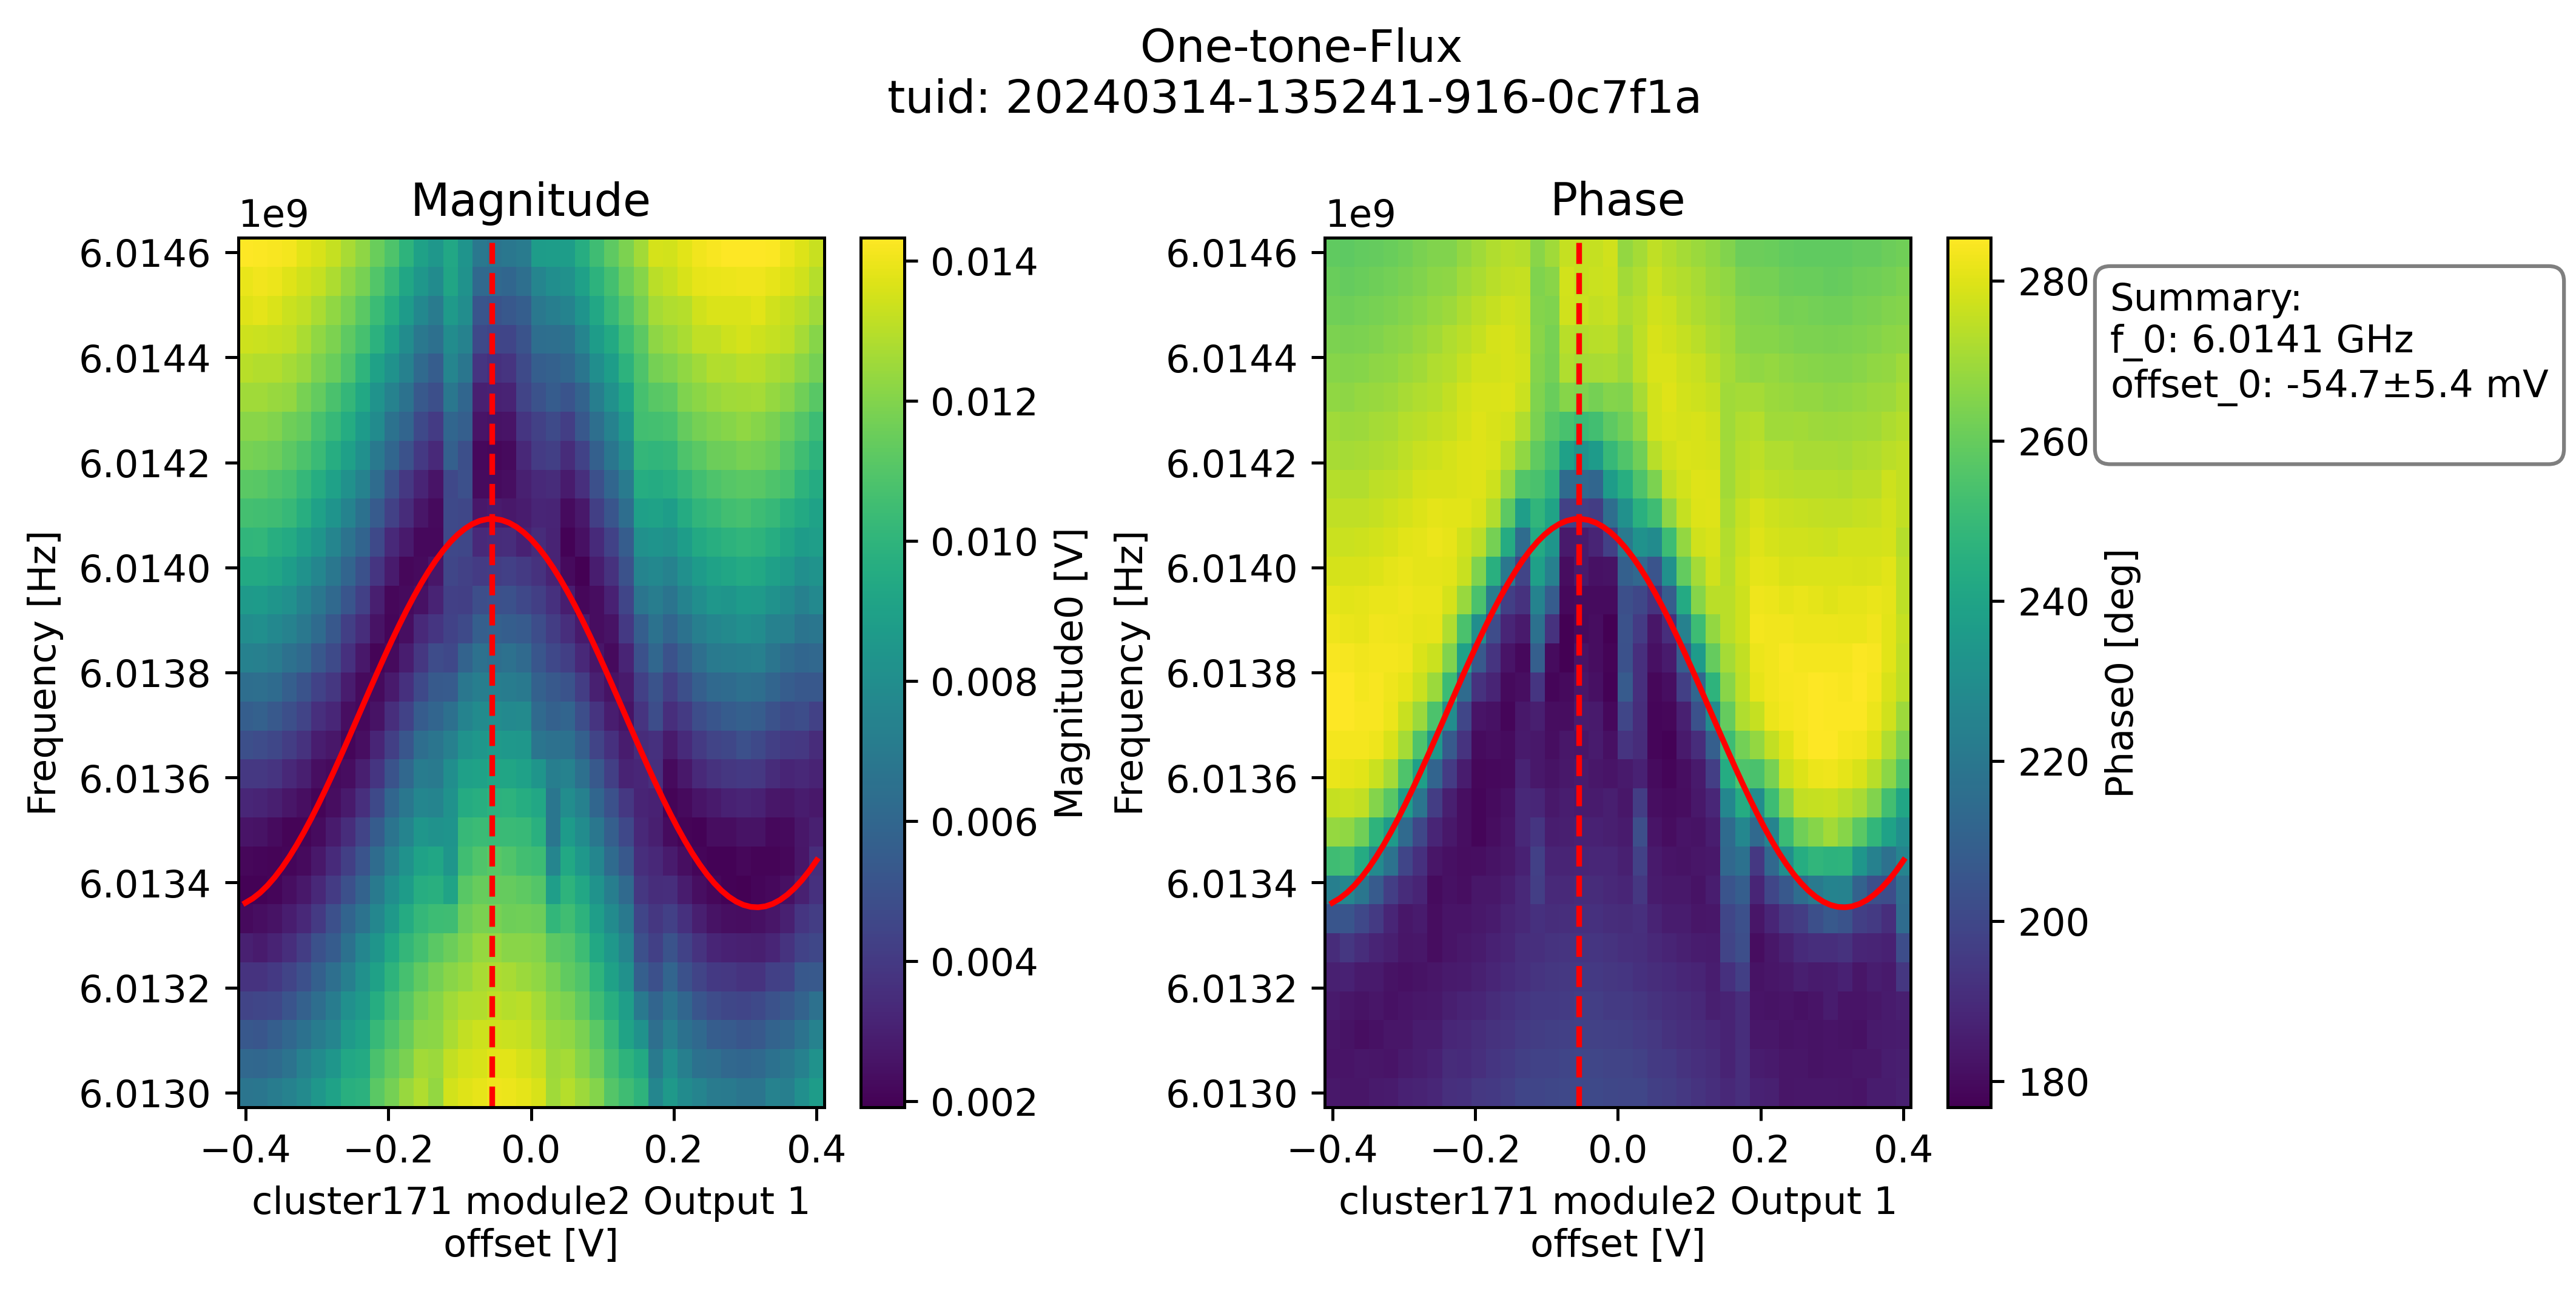 One-tone-Flux
tuid: 20240314-135241-916-0c7f1a
Magnitude
1e9
6.0146
6.0144
6.0142
6.0140
6.0138
6.0136
6.0134
6.0132
6.0130
Frequency [Hz]
−0.4
−0.2
0.0
0.2
0.4
cluster171 module2 Output 1
offset [V]
0.014
0.012
0.010
0.008
0.006
0.004
0.002
Magnitude0 [V]
Phase
1e9
6.0146
6.0144
6.0142
6.0140
6.0138
6.0136
6.0134
6.0132
6.0130
Frequency [Hz]
−0.4
−0.2
0.0
0.2
0.4
cluster171 module2 Output 1
offset [V]
280
260
240
220
200
180
Phase0 [deg]
Summary:
f_0: 6.0141 GHz
offset_0: -54.7±5.4 mV